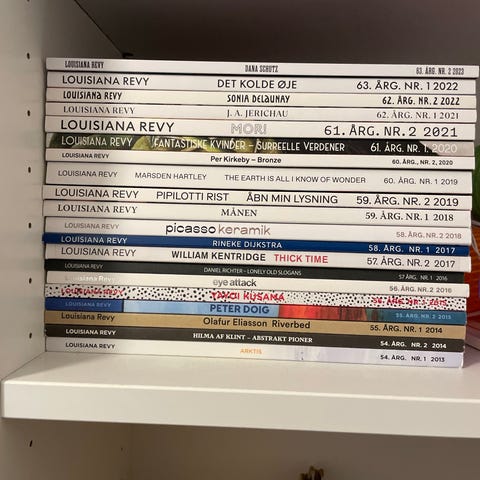 LOUISIANA REVY DANA SCHUTZ 63. ÅRG. NR. 2 2023
LOUISIANA REVY DET KOLDE ØJE 63. ÅRG. NR. 1 2022
LOUISIANA REVY SONIA DELAUNAY 62. ÅRG. NR. 2 2022
LOUISIANA REVY J. A. JERICHAU 62. ÅRG. NR. 1 2021
LOUISIANA REVY MOR! 61. ÅRG. NR. 2 2021
LOUISIANA REVY FANTASTISKE KVINDER – SURREELLE VERDENER 61. ÅRG. NR. 1. 2020
LOUISIANA REVY Per Kirkeby – Bronze 60. ÅRG., NR. 2, 2020
LOUISIANA REVY MARSDEN HARTLEY THE EARTH IS ALL I KNOW OF WONDER 60. ÅRG. NR. 1 2019
LOUISIANA REVY PIPILOTTI RIST ÅBN MIN LYSNING 59. ÅRG. NR. 2 2019
LOUISIANA REVY MÅNEN 59. ÅRG. NR. 1 2018
LOUISIANA REVY picasso keramik 58. ÅRG. NR. 2 2018
LOUISIANA REVY RINEKE DIJKSTRA 58. ÅRG. NR. 1 2017
LOUISIANA REVY WILLIAM KENTRIDGE THICK TIME 57. ÅRG. NR. 2 2017
LOUISIANA REVY DANIEL RICHTER – LONELY OLD SLOGANS 57. ÅRG. NR. 1 2016
LOUISIANA REVY eye attack 56. ÅRG. NR. 2 2016
LOUISIANA REVY YAYOI KUSAMA
LOUISIANA REVY PETER DOIG 55. ÅRG. NR. 2 2015
Louisiana Revy Olafur Eliasson Riverbed 55. ÅRG. NR. 1 2014
LOUISIANA REVY HILMA AF KLINT – ABSTRAKT PIONER 54. ÅRG. NR. 2 2014
LOUISIANA REVY ARKTIS 54. ÅRG. NR. 1 2013